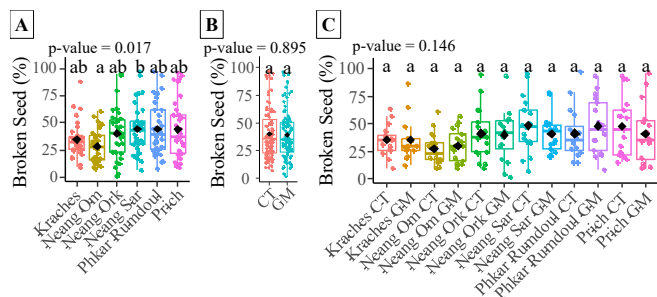 A
p-value = 0.017
ab a ab b ab ab
Broken Seed (%)
100
75
50
25
0
Kraches
Neang Om
Neang Ork
Neang Sar
Phkar Rumdoul
Prich
B
p-value = 0.895
a a
Broken Seed (%)
100
75
50
25
0
CT
GM
C
p-value = 0.146
a a a a a a a a a a a a
Broken Seed (%)
100
75
50
25
0
Kraches CT
Kraches GM
Neang Om CT
Neang Om GM
Neang Ork CT
Neang Ork GM
Neang Sar CT
Neang Sar GM
Phkar Rumdoul CT
Phkar Rumdoul GM
Prich CT
Prich GM